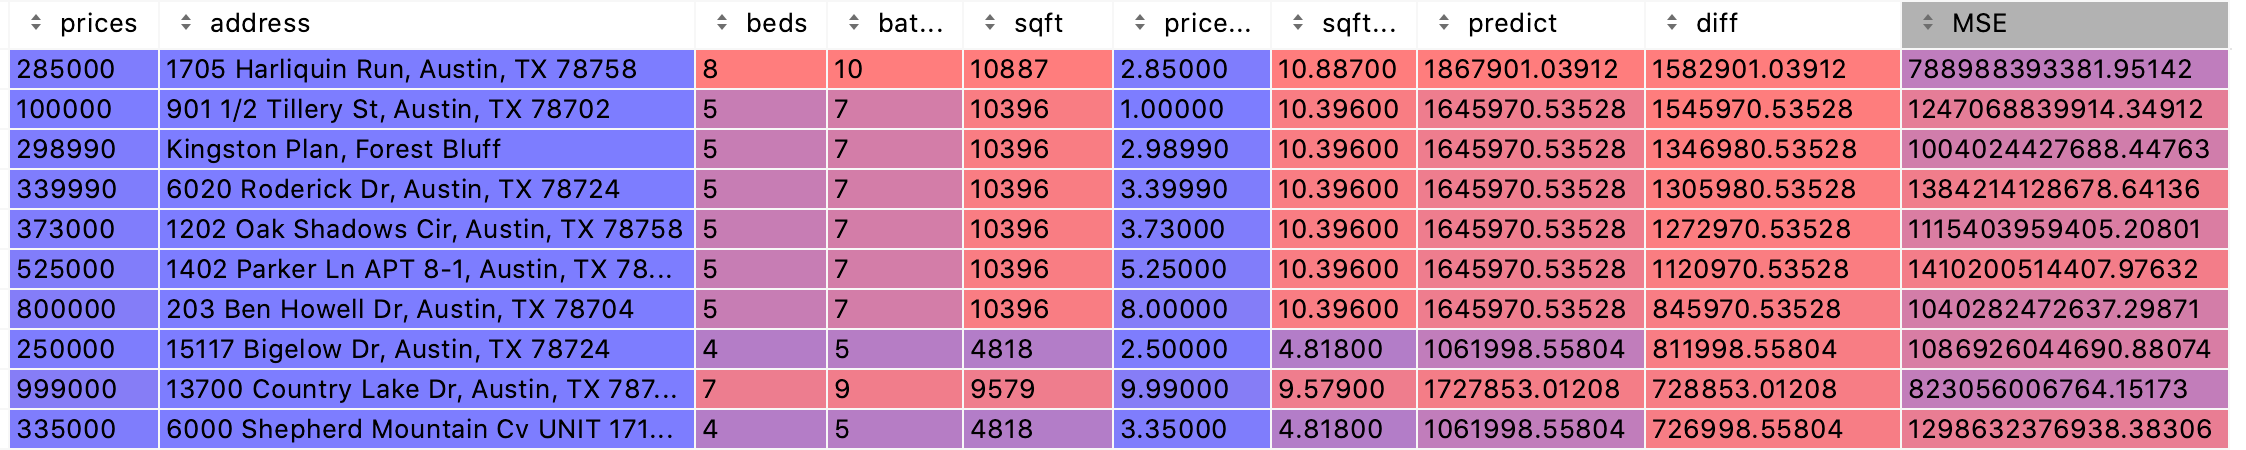 prices address beds bat... sqft price... sqft... predict diff MSE
285000 1705 Harliquin Run, Austin, TX 78758 8 10 10887 2.85000 10.88700 1867901.03912 1582901.03912 788988393381.95142
100000 901 1/2 Tillery St, Austin, TX 78702 5 7 10396 1.00000 10.39600 1645970.53528 1545970.53528 1247068839914.34912
298990 Kingston Plan, Forest Bluff 5 7 10396 2.98990 10.39600 1645970.53528 1346980.53528 1004024427688.44763
339990 6020 Roderick Dr, Austin, TX 78724 5 7 10396 3.39990 10.39600 1645970.53528 1305980.53528 1384214128678.64136
373000 1202 Oak Shadows Cir, Austin, TX 78758 5 7 10396 3.73000 10.39600 1645970.53528 1272970.53528 1115403959405.20801
525000 1402 Parker Ln APT 8-1, Austin, TX 78... 5 7 10396 5.25000 10.39600 1645970.53528 1120970.53528 1410200514407.97632
800000 203 Ben Howell Dr, Austin, TX 78704 5 7 10396 8.00000 10.39600 1645970.53528 845970.53528 1040282472637.29871
250000 15117 Bigelow Dr, Austin, TX 78724 4 5 4818 2.50000 4.81800 1061998.55804 811998.55804 1086926044690.88074
999000 13700 Country Lake Dr, Austin, TX 787... 7 9 9579 9.99000 9.57900 1727853.01208 728853.01208 823056006764.15173
335000 6000 Shepherd Mountain Cv UNIT 171... 4 5 4818 3.35000 4.81800 1061998.55804 726998.55804 1298632376938.38306